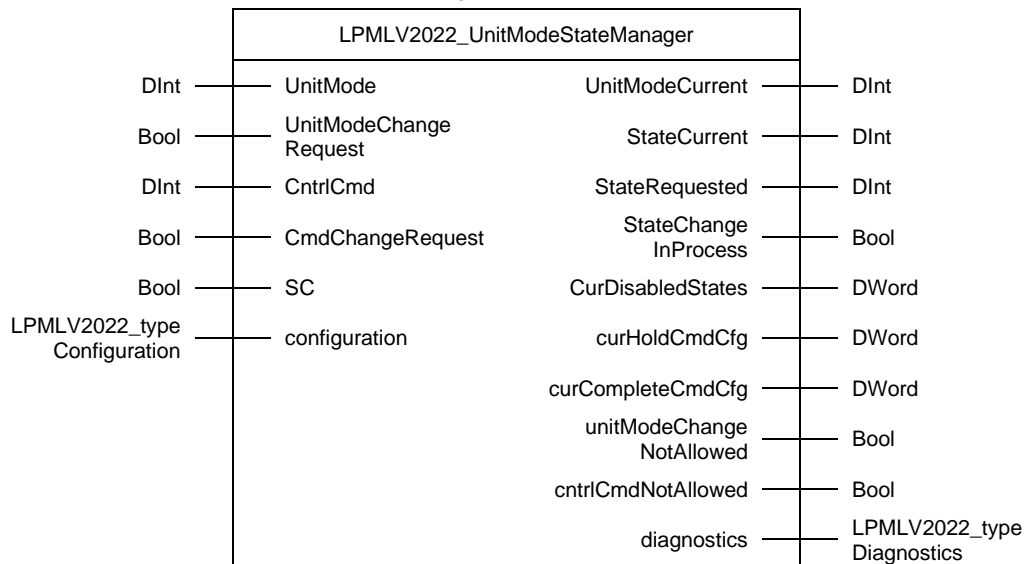 LPMLV2022_UnitModeStateManager
DInt UnitMode UnitModeCurrent DInt
Bool UnitModeChange
Request StateCurrent DInt
DInt CntrlCmd StateRequested DInt
Bool CmdChangeRequest StateChange
InProcess Bool
Bool SC CurDisabledStates DWord
LPMLV2022_type
Configuration configuration curHoldCmdCfg DWord
curCompleteCmdCfg DWord
unitModeChange
NotAllowed Bool
cntrlCmdNotAllowed Bool
diagnostics LPMLV2022_type
Diagnostics